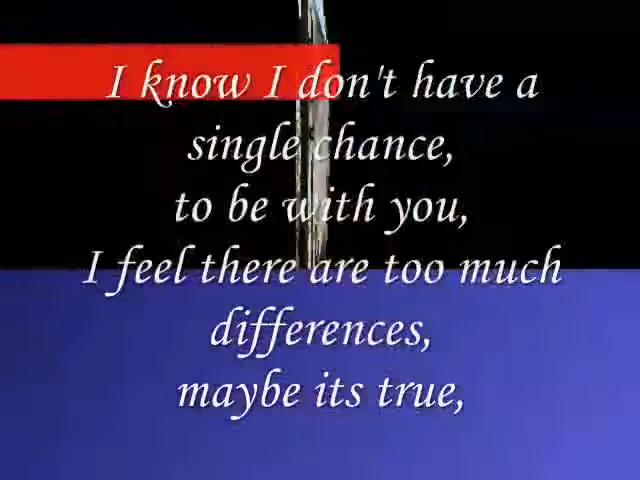 I know I don't have a
single chance,
to be with you,
I feel there are too much
differences,
maybe its true,